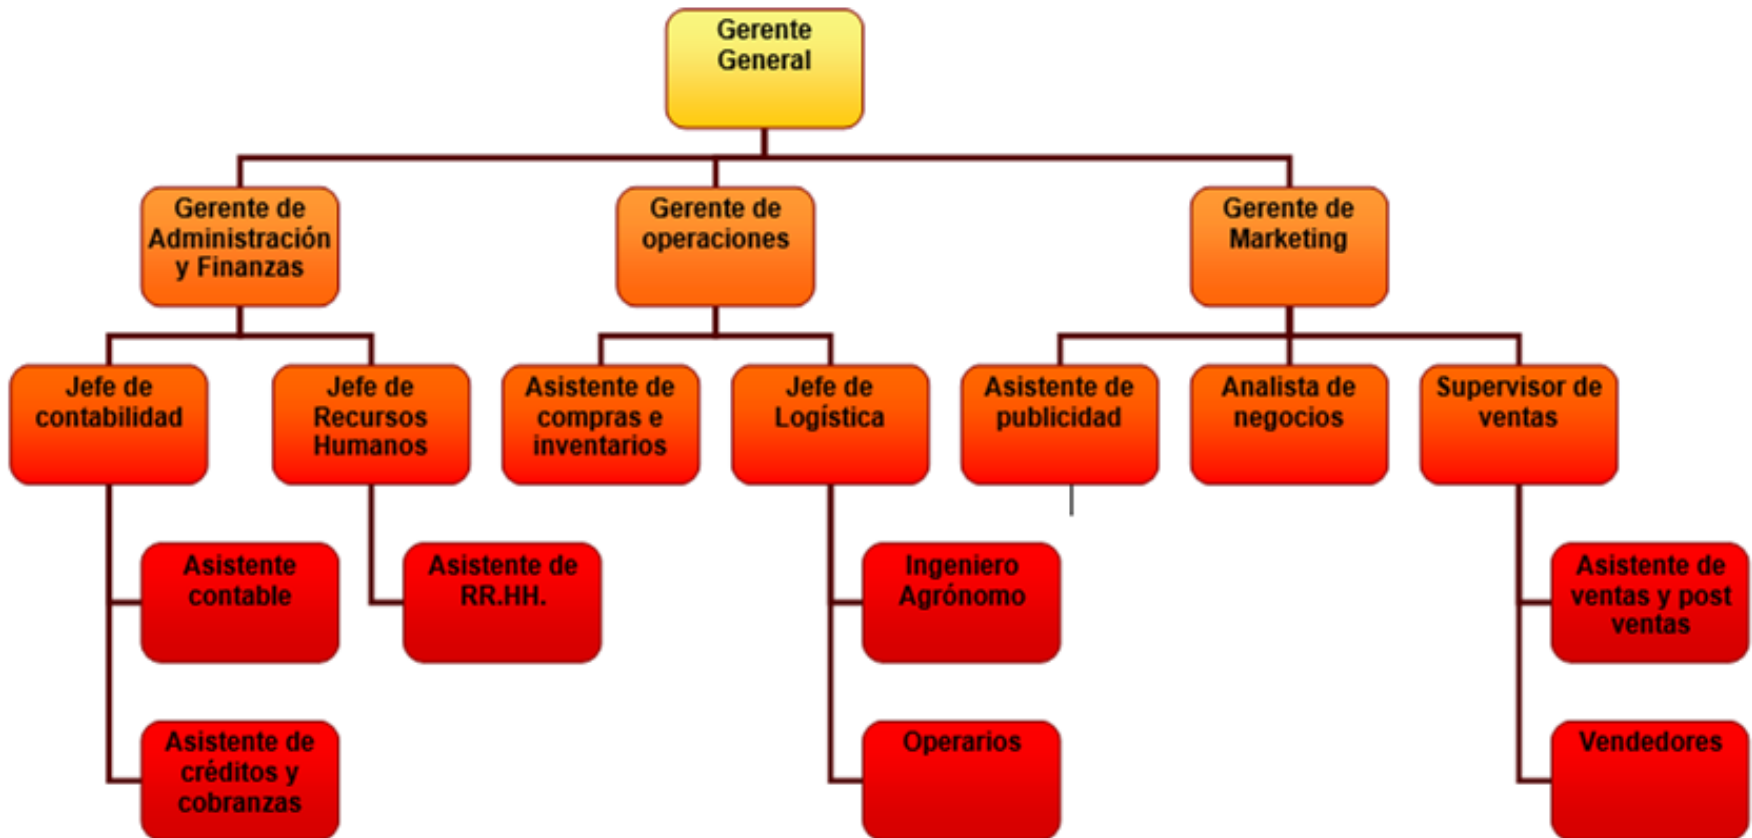 Gerente
General
Gerente de
Administración
y Finanzas
Gerente de
operaciones
Gerente de
Marketing
Jefe de
contabilidad
Jefe de
Recursos
Humanos
Asistente de
compras e
inventarios
Jefe de
Logística
Asistente de
publicidad
Analista de
negocios
Supervisor de
ventas
Asistente
contable
Asistente de
RR.HH.
Ingeniero
Agrónomo
Asistente de
ventas y post
ventas
Asistente de
créditos y
cobranzas
Operarios
Vendedores